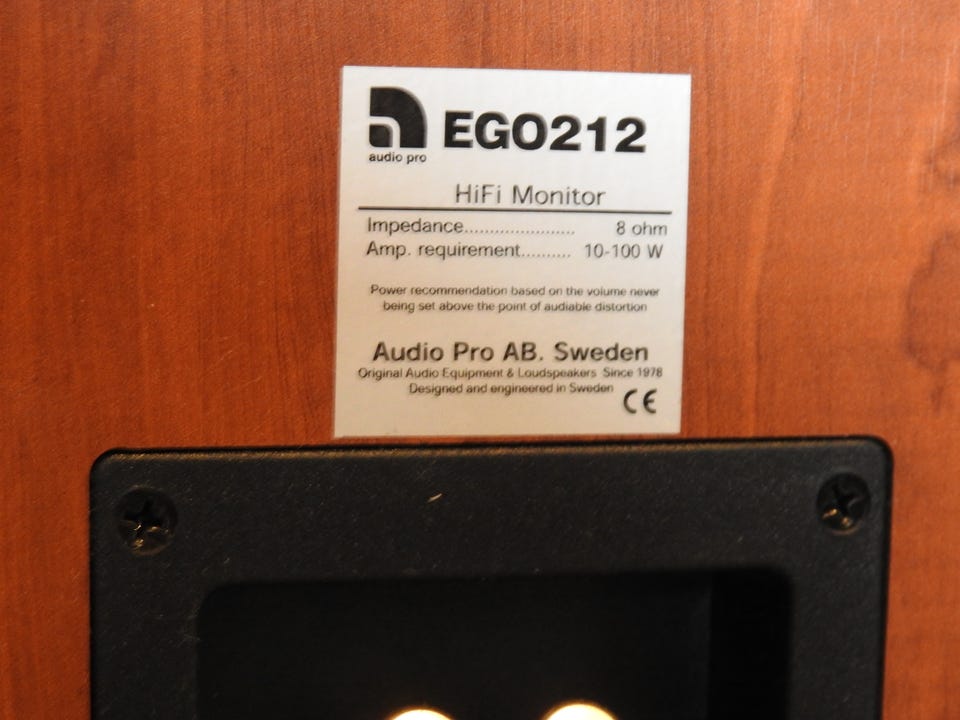 EGO212
audio pro
HiFi Monitor
Impedance...................... 8 ohm
Amp. requirement.......... 10-100 W
Power recommendation based on the volume never
being set above the point of audiable distortion
Audio Pro AB. Sweden
Original Audio Equipment & Loudspeakers Since 1978
Designed and engineered in Sweden
CE